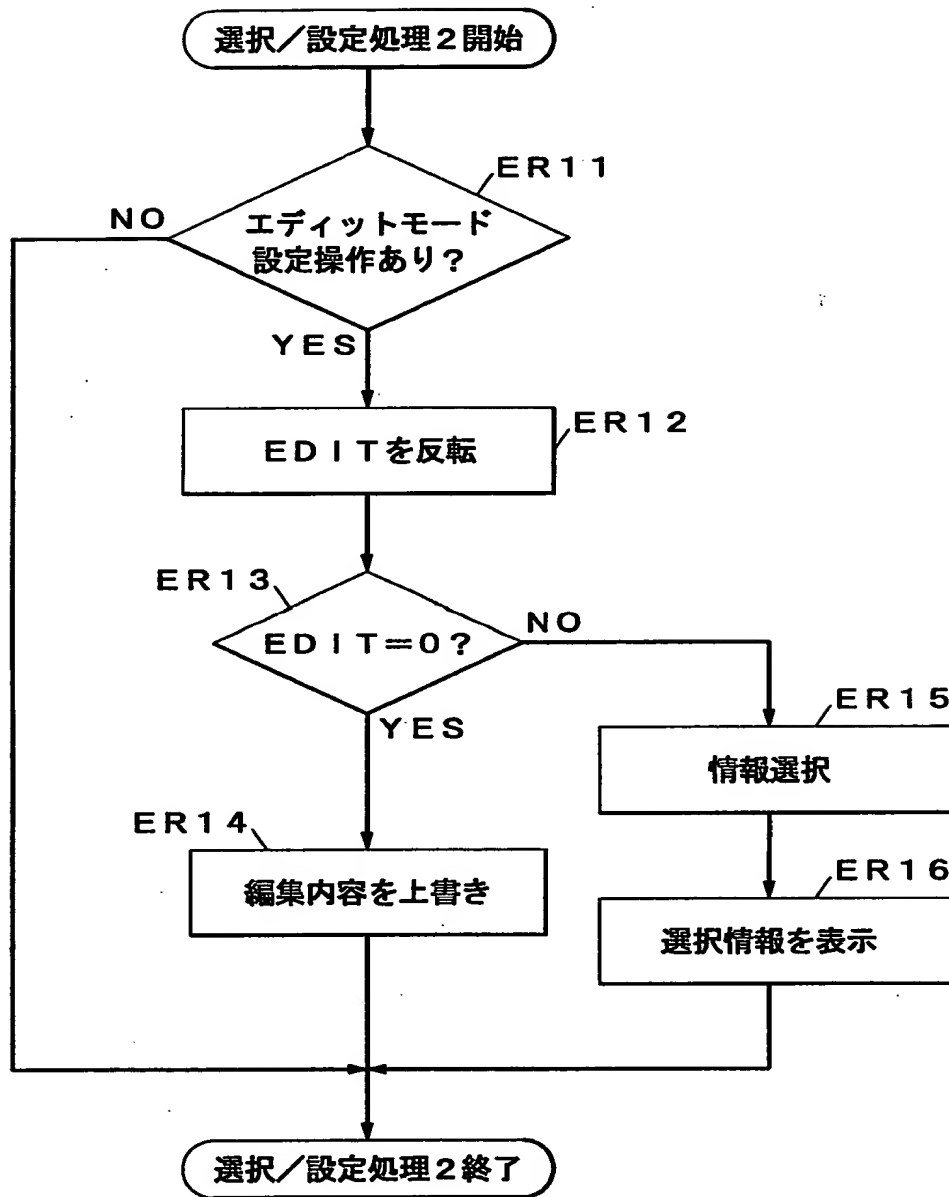 選択／設定処理２開始
ＥＲ１１
ＮＯ
エディットモード
設定操作あり？
ＹＥＳ
ＥＲ１２
ＥＤＩＴを反転
ＥＲ１３
ＮＯ
ＥＤＩＴ＝０？
ＥＲ１５
ＹＥＳ
情報選択
ＥＲ１４
ＥＲ１６
編集内容を上書き
選択情報を表示
選択／設定処理２終了